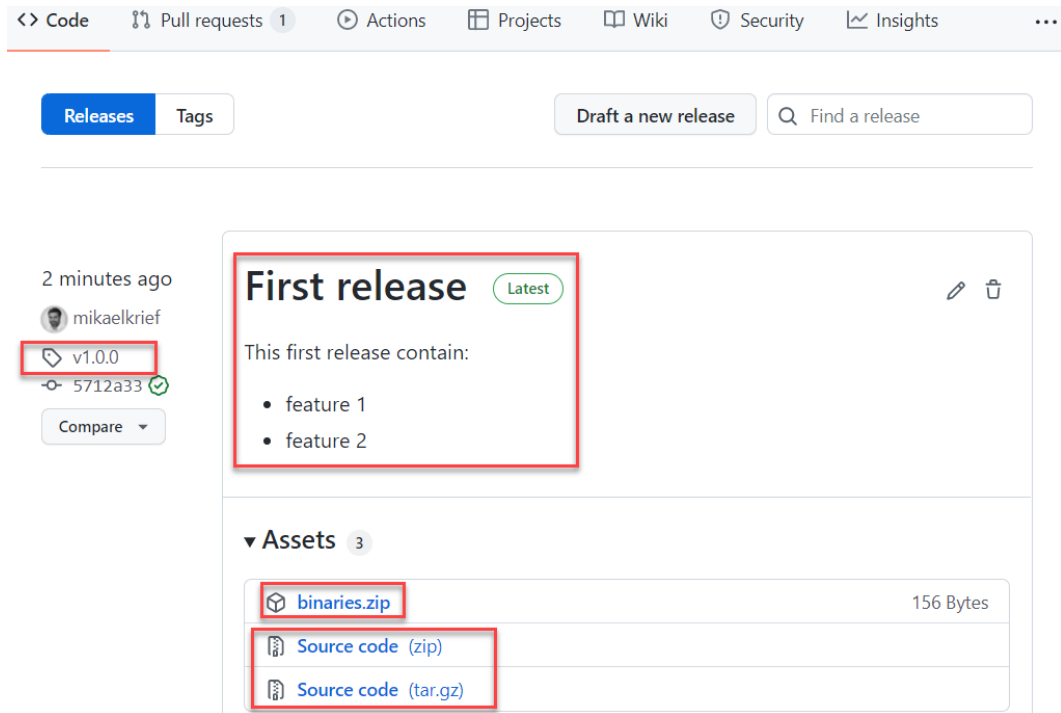 <> Code Pull requests 1 Actions Projects Wiki Security Insights ...
Releases Tags Draft a new release Find a release
2 minutes ago
mikaelkrief
v1.0.0
5712a33
Compare
First release Latest
This first release contain:
• feature 1
• feature 2
Assets 3
binaries.zip 156 Bytes
Source code (zip)
Source code (tar.gz)